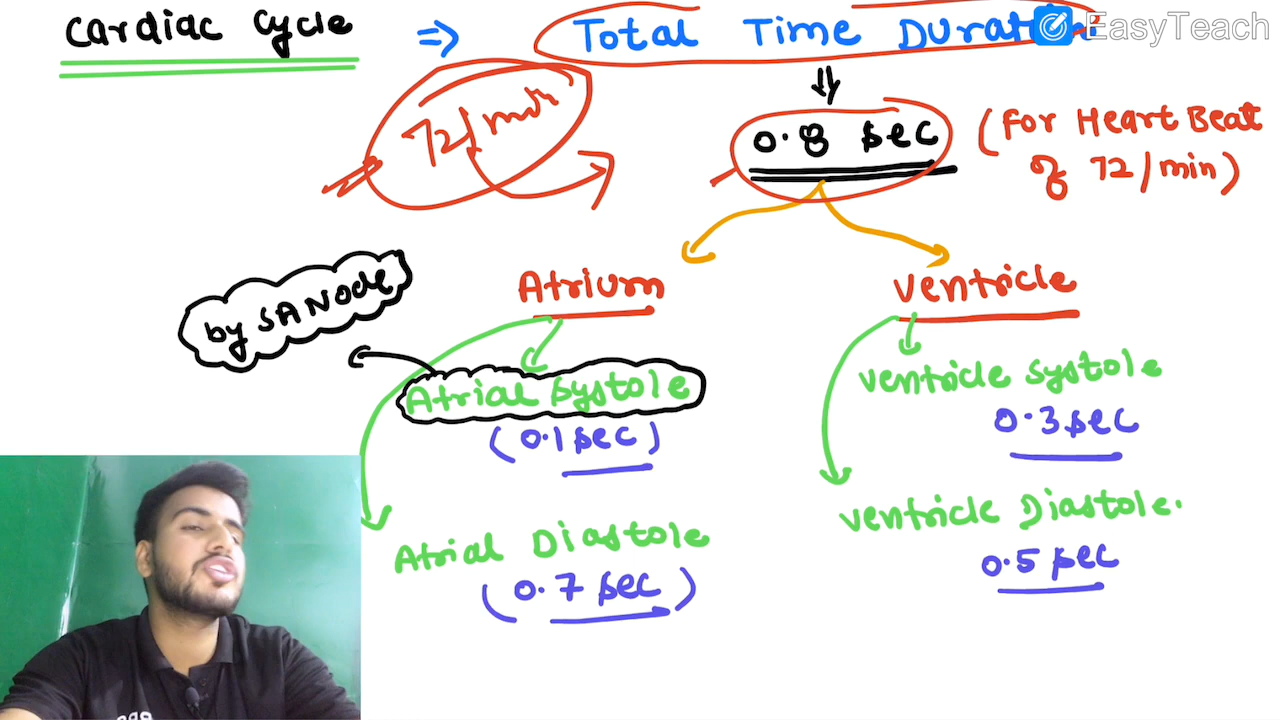 Cardiac Cycle ⇒ Total Time Duration
EasyTeach
72/min
0.8 sec
(For Heart Beat
of 72/min)
by SA Node
Atrium
Ventricle
Atrial Systole
(0.1 sec)
Ventricle Systole
0.3 sec
Atrial Diastole
(0.7 sec)
Ventricle Diastole.
0.5 sec